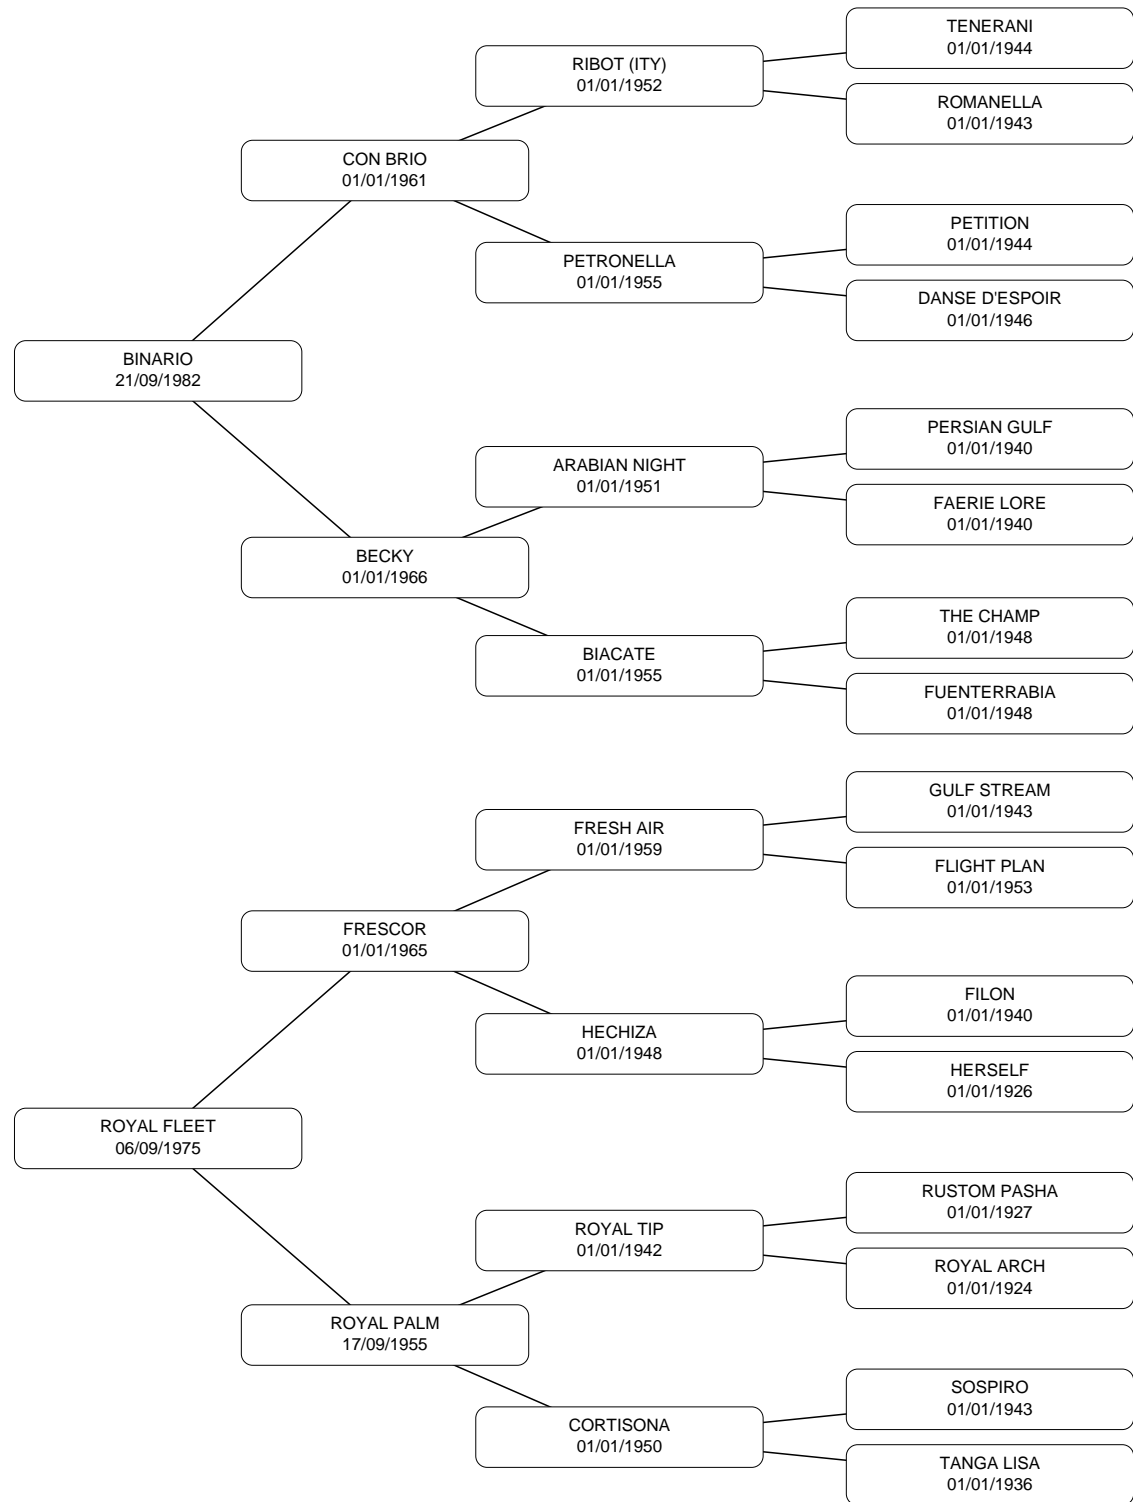 TENERANI
01/01/1944
RIBOT (ITY)
01/01/1952
ROMANELLA
01/01/1943
CON BRIO
01/01/1961
PETITION
01/01/1944
PETRONELLA
01/01/1955
DANSE D'ESPOIR
01/01/1946
BINARIO
21/09/1982
PERSIAN GULF
01/01/1940
ARABIAN NIGHT
01/01/1951
FAERIE LORE
01/01/1940
BECKY
01/01/1966
THE CHAMP
01/01/1948
BIACATE
01/01/1955
FUENTERRABIA
01/01/1948
GULF STREAM
01/01/1943
FRESH AIR
01/01/1959
FLIGHT PLAN
01/01/1953
FRESCOR
01/01/1965
FILON
01/01/1940
HECHIZA
01/01/1948
HERSELF
01/01/1926
ROYAL FLEET
06/09/1975
RUSTOM PASHA
01/01/1927
ROYAL TIP
01/01/1942
ROYAL ARCH
01/01/1924
ROYAL PALM
17/09/1955
SOSPIRO
01/01/1943
CORTISONA
01/01/1950
TANGA LISA
01/01/1936